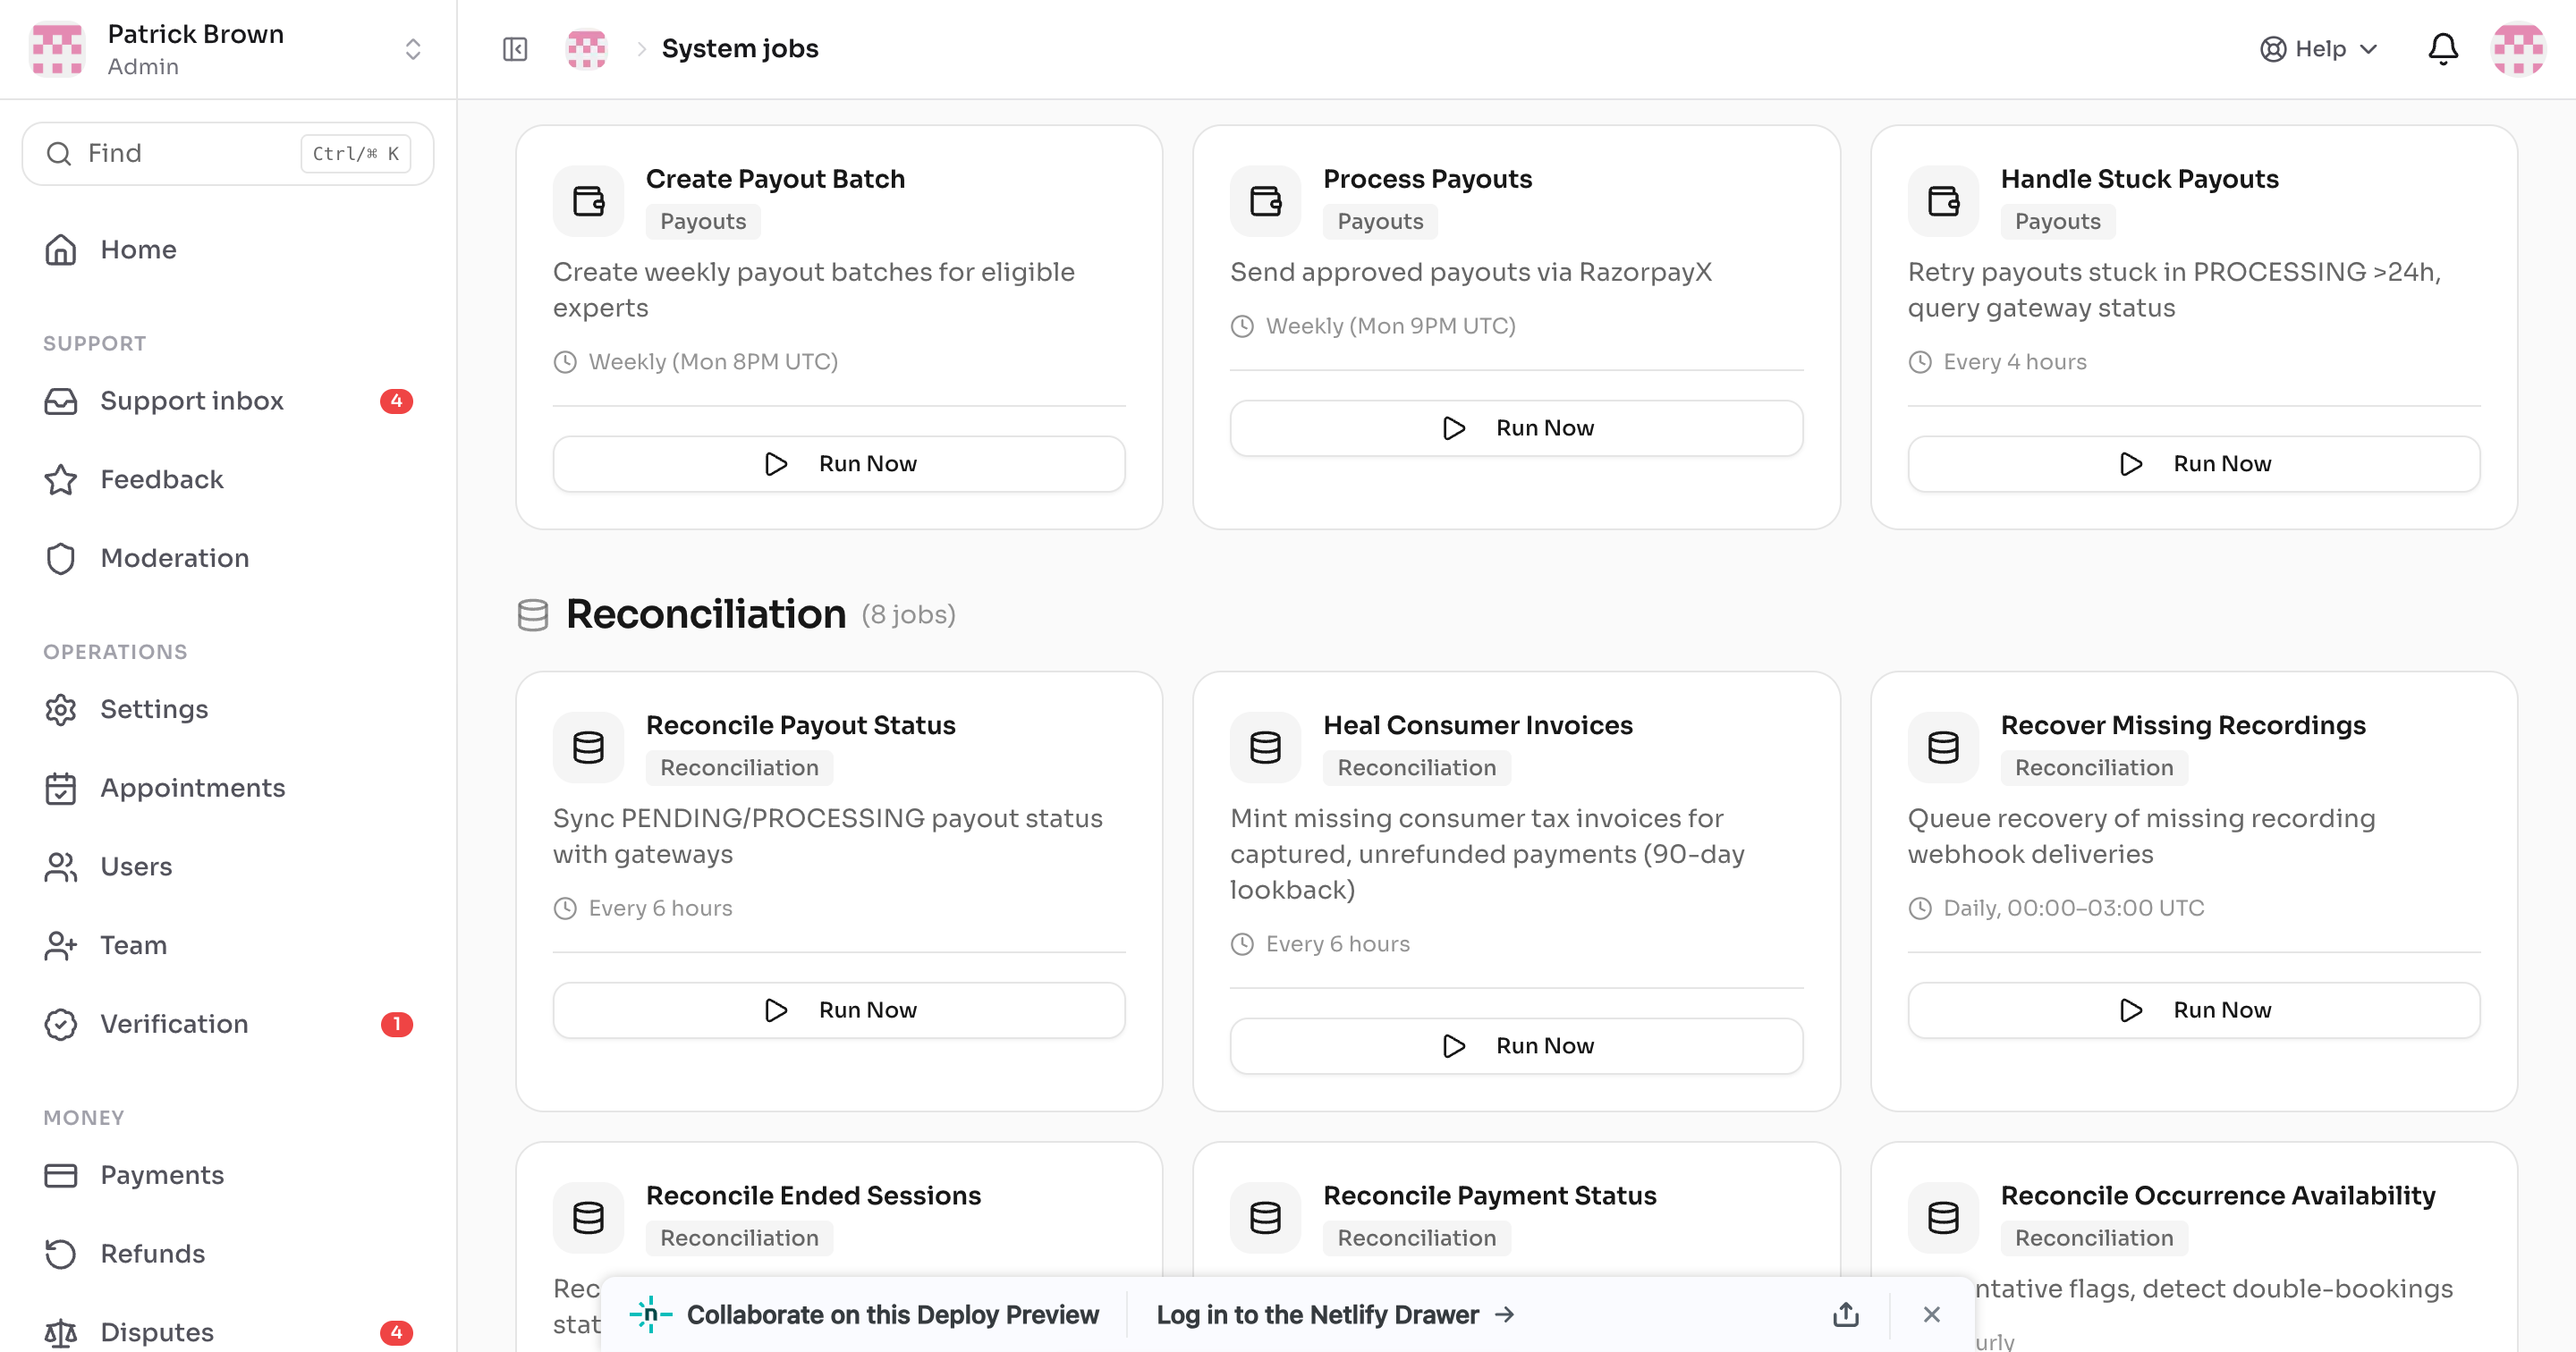 Patrick Brown
Admin
System jobs
Help
Find
Ctrl/⌘ K
Home
SUPPORT
Support inbox 4
Feedback
Moderation
OPERATIONS
Settings
Appointments
Users
Team
Verification 1
MONEY
Payments
Refunds
Disputes 4
Create Payout Batch
Payouts
Create weekly payout batches for eligible
experts
Weekly (Mon 8PM UTC)
Run Now
Process Payouts
Payouts
Send approved payouts via RazorpayX
Weekly (Mon 9PM UTC)
Run Now
Handle Stuck Payouts
Payouts
Retry payouts stuck in PROCESSING >24h,
query gateway status
Every 4 hours
Run Now
Reconciliation (8 jobs)
Reconcile Payout Status
Reconciliation
Sync PENDING/PROCESSING payout status
with gateways
Every 6 hours
Run Now
Heal Consumer Invoices
Reconciliation
Mint missing consumer tax invoices for
captured, unrefunded payments (90-day
lookback)
Every 6 hours
Run Now
Recover Missing Recordings
Reconciliation
Queue recovery of missing recording
webhook deliveries
Daily, 00:00–03:00 UTC
Run Now
Reconcile Ended Sessions
Reconciliation
Reconcile Payment Status
Reconciliation
Reconcile Occurrence Availability
Reconciliation
flags, detect double-bookings
Collaborate on this Deploy Preview
Log in to the Netlify Drawer →